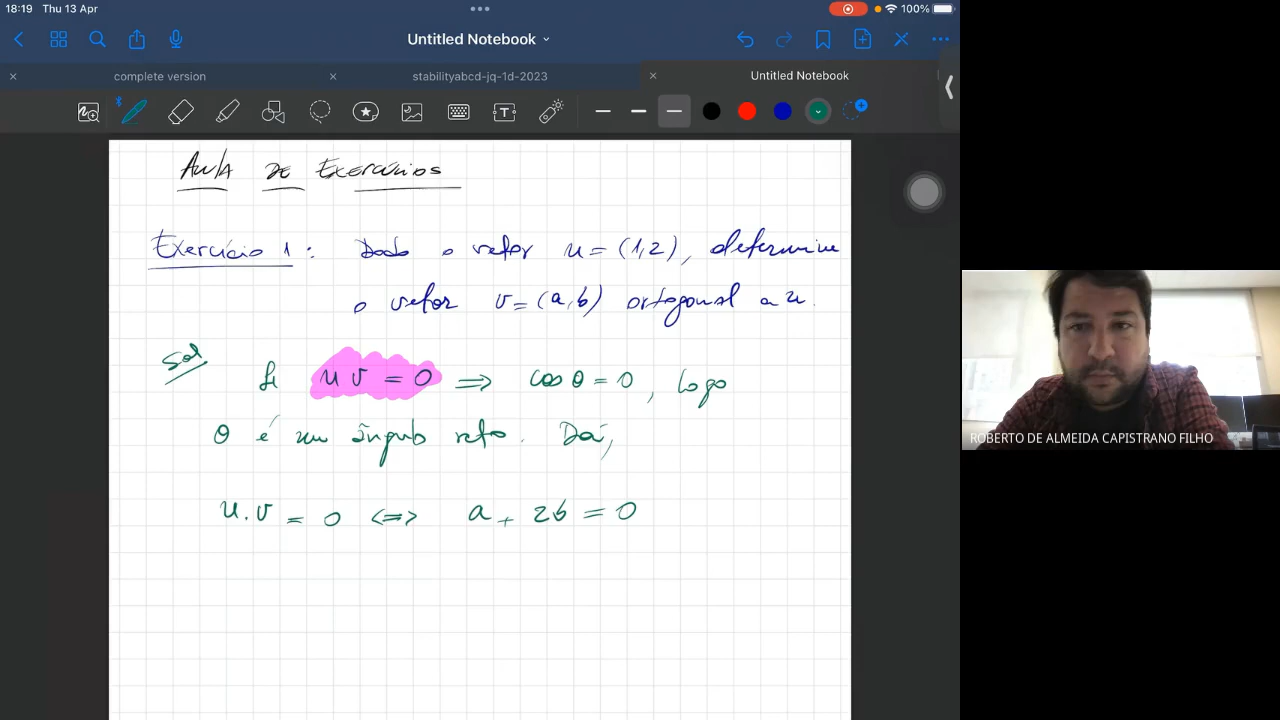 18:19 Thu 13 Apr
100%
Untitled Notebook
complete version
stabilityabcd-jq-1d-2023
Untitled Notebook
Aula de Exercícios
Exercício 1: Dado o vetor u = (1,2), determine
o vetor v = (a,b) ortogonal a u.
Sol
Se u v = 0 ⟹ cos θ = 0, logo
θ é um ângulo reto. Daí,
u.v = 0 ⟺ a + 2b = 0
ROBERTO DE ALMEIDA CAPISTRANO FILHO